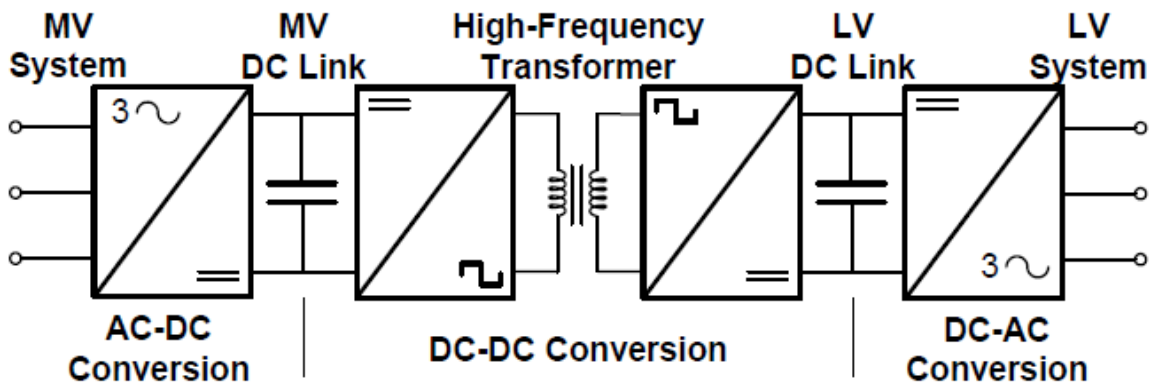 MV
System
MV
DC Link
High-Frequency
Transformer
LV
DC Link
LV
System
3
3
AC-DC
Conversion
DC-DC Conversion
DC-AC
Conversion